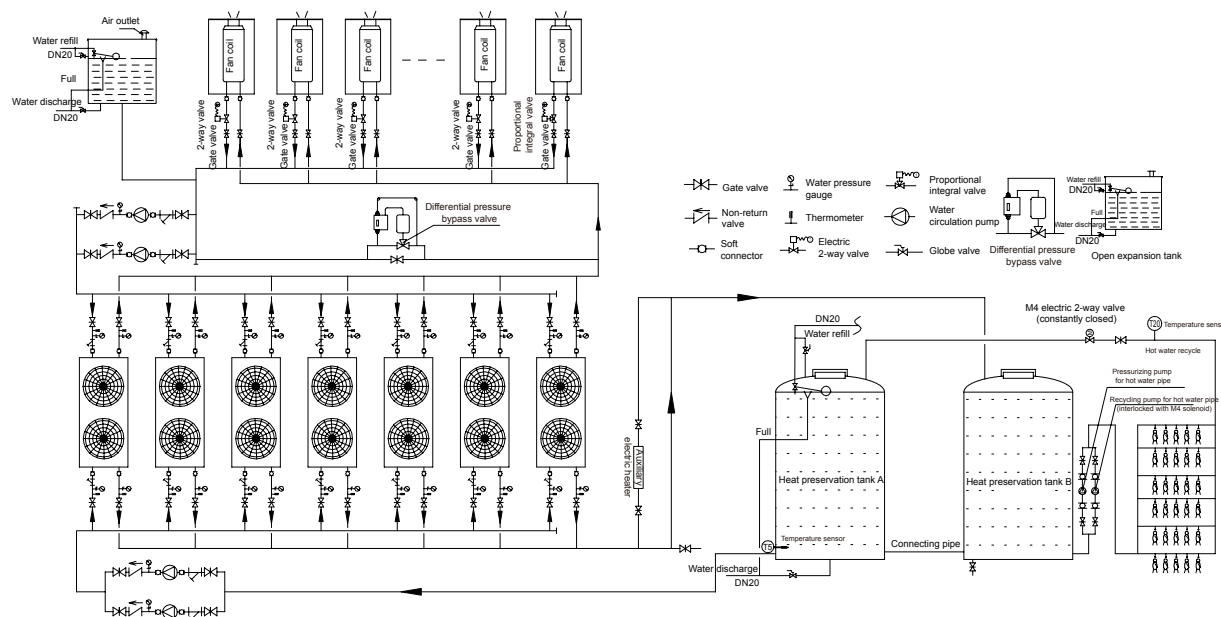 Air outlet
Water refill
DN20
Full
Water discharge
DN20
Fan coil
Fan coil
Fan coil
Fan coil
Fan coil
2-way valve
Gate valve
2-way valve
Gate valve
2-way valve
Gate valve
2-way valve
Gate valve
Proportional
integral valve
Gate valve
Differential pressure
bypass valve
Gate valve
Water pressure
gauge
Proportional
integral valve
Non-return
valve
Thermometer
Water
circulation pump
Soft
connector
Electric
2-way valve
Globe valve
Differential pressure
bypass valve
Water refill
DN20
Full
Water discharge
DN20
Open expansion tank
M4 electric 2-way valve
(constantly closed)
T20
Temperature sens
Hot water recycle
DN20
Water refill
Pressurizing pump
for hot water pipe
Recycling pump for hot water pipe
(interlocked with M4 solenoid)
Full
Auxiliary
electric heater
Heat preservation tank A
Heat preservation tank B
T5
Temperature sensor
Connecting pipe
Water discharge
DN20